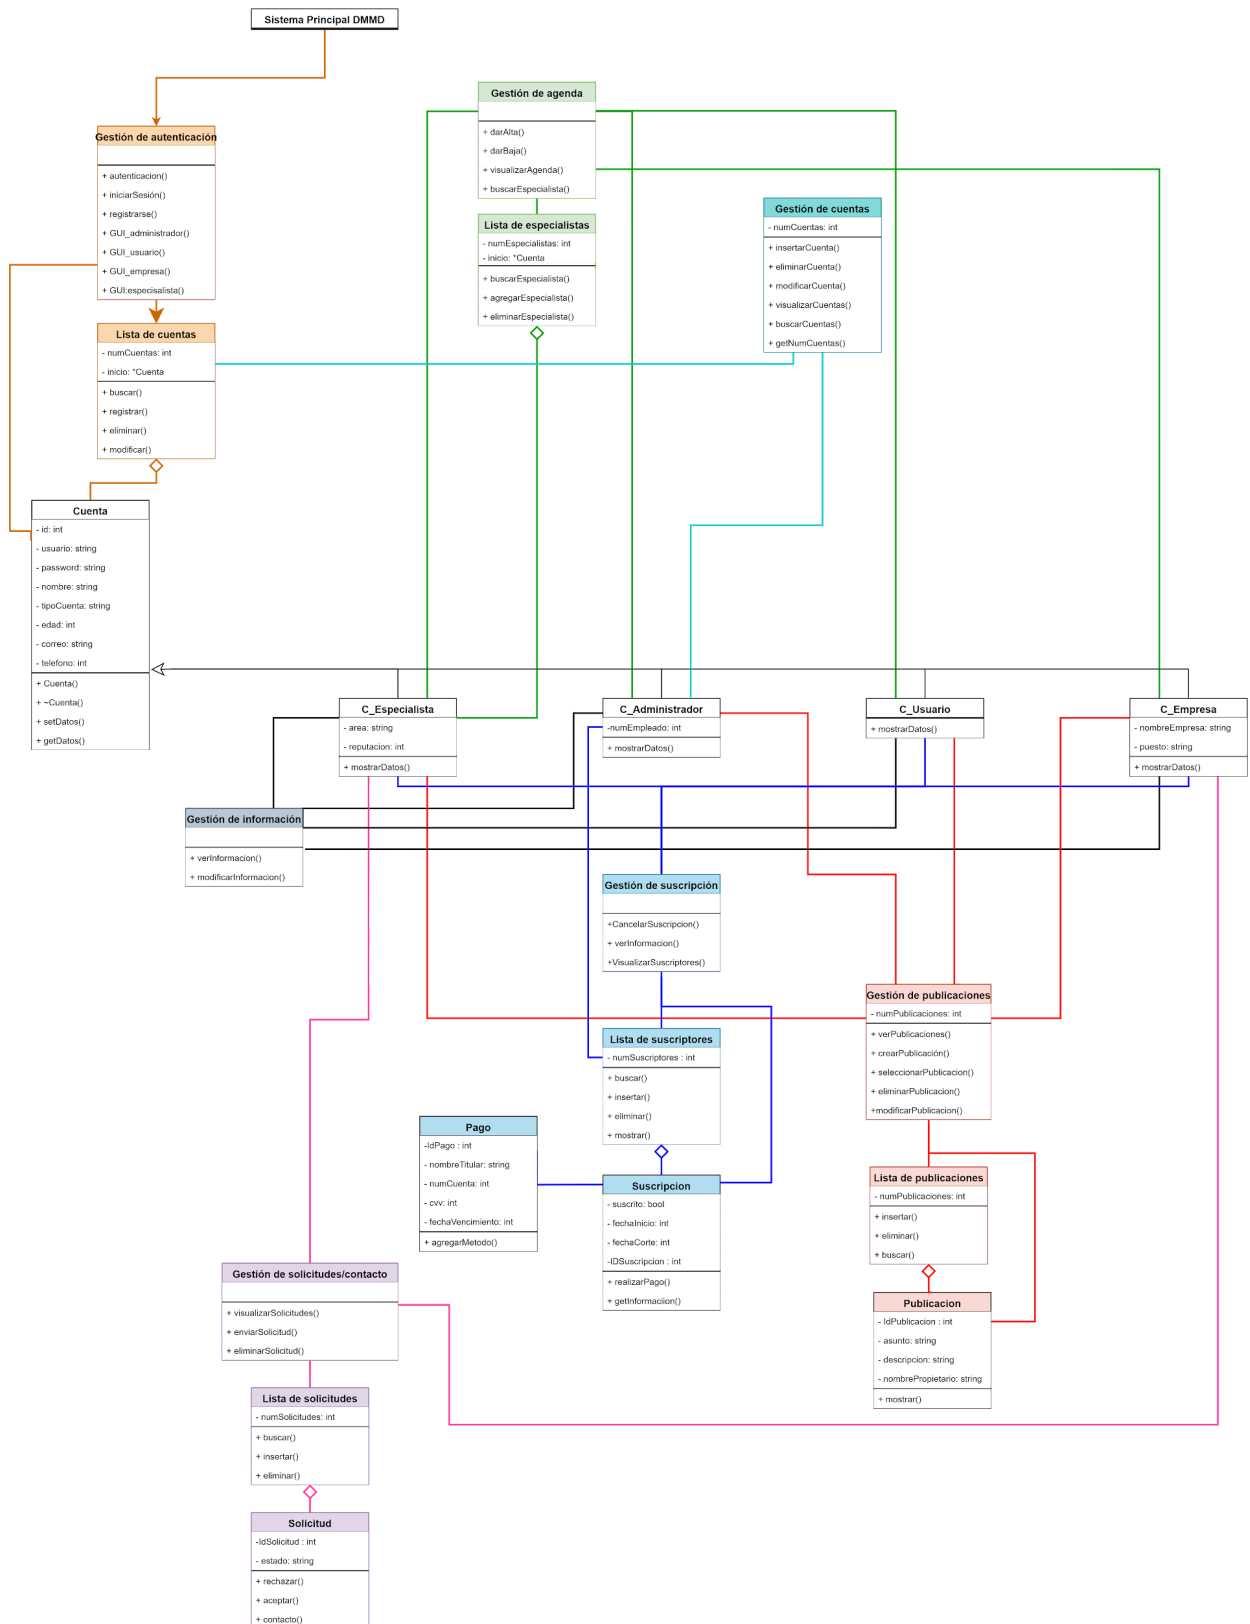 Sistema Principal DMMD
Gestión de autenticación
+ autenticacion()
+ iniciarSesión()
+ registrarse()
+ GUI_administrador()
+ GUI_usuario()
+ GUI_empresa()
+ GUI:especisalista()
Gestión de agenda
+ darAlta()
+ darBaja()
+ visualizarAgenda()
+ buscarEspecialista()
Lista de especialistas
- numEspecialistas: int
- inicio: *Cuenta
+ buscarEspecialista()
+ agregarEspecialista()
+ eliminarEspecialista()
Gestión de cuentas
- numCuentas: int
+ insertarCuenta()
+ eliminarCuenta()
+ modificarCuenta()
+ visualizarCuentas()
+ buscarCuentas()
+ getNumCuentas()
Lista de cuentas
- numCuentas: int
- inicio: *Cuenta
+ buscar()
+ registrar()
+ eliminar()
+ modificar()
Cuenta
- id: int
- usuario: string
- password: string
- nombre: string
- tipoCuenta: string
- edad: int
- correo: string
- telefono: int
+ Cuenta()
+ ~Cuenta()
+ setDatos()
+ getDatos()
C_Especialista
- area: string
- reputacion: int
+ mostrarDatos()
C_Administrador
-numEmpleado: int
+ mostrarDatos()
C_Usuario
+ mostrarDatos()
C_Empresa
- nombreEmpresa: string
- puesto: string
+ mostrarDatos()
Gestión de información
+ verInformacion()
+ modificarInformacion()
Gestión de suscripción
+CancelarSuscripcion()
+ verInformacion()
+VisualizarSuscriptores()
Gestión de publicaciones
- numPublicaciones: int
+ verPublicaciones()
+ crearPublicación()
+ seleccionarPublicacion()
+ eliminarPublicacion()
+modificarPublicacion()
Lista de suscriptores
- numSuscriptores : int
+ buscar()
+ insertar()
+ eliminar()
+ mostrar()
Pago
-IdPago : int
- nombreTitular: string
- numCuenta: int
- cvv: int
- fechaVencimiento: int
+ agregarMetodo()
Suscripcion
- suscrito: bool
- fechaInicio: int
- fechaCorte: int
-IDSuscripcion : int
+ realizarPago()
+ getInformaciion()
Lista de publicaciones
- numPublicaciones: int
+ insertar()
+ eliminar()
+ buscar()
Publicacion
- IdPublicacion : int
- asunto: string
- descripcion: string
- nombrePropietario: string
+ mostrar()
Gestión de solicitudes/contacto
+ visualizarSolicitudes()
+ enviarSolicitud()
+ eliminarSolicitud()
Lista de solicitudes
- numSolicitudes: int
+ buscar()
+ insertar()
+ eliminar()
Solicitud
-IdSolicitud : int
- estado: string
+ rechazar()
+ aceptar()
+ contacto()